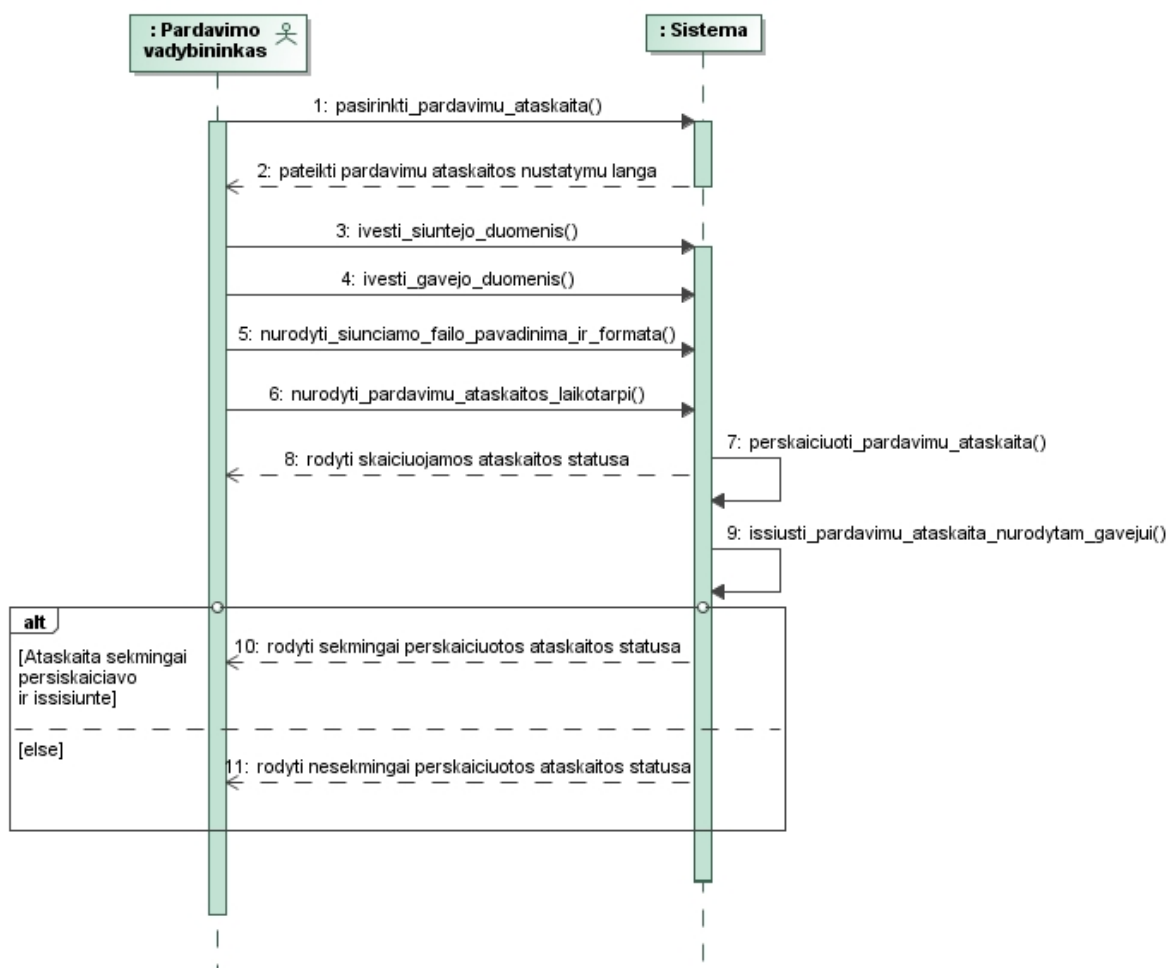 : Pardavimo
vadybininkas
: Sistema
1: pasirinkti_pardavimu_ataskaita()
2: pateikti pardavimu ataskaitos nustatymu langa
3: ivesti_siuntejo_duomenis()
4: ivesti_gavejo_duomenis()
5: nurodyti_siunciamo_failo_pavadinima_ir_formata()
6: nurodyti_pardavimu_ataskaitos_laikotarpi()
7: perskaiciuoti_pardavimu_ataskaita()
8: rodyti skaiciuojamos ataskaitos statusa
9: issiusti_pardavimu_ataskaita_nurodytam_gavejui()
alt
[Ataskaita sekmingai
persiskaiciavo
ir issisiunte]
10: rodyti sekmingai perskaiciuotos ataskaitos statusa
[else]
11: rodyti nesekmingai perskaiciuotos ataskaitos statusa